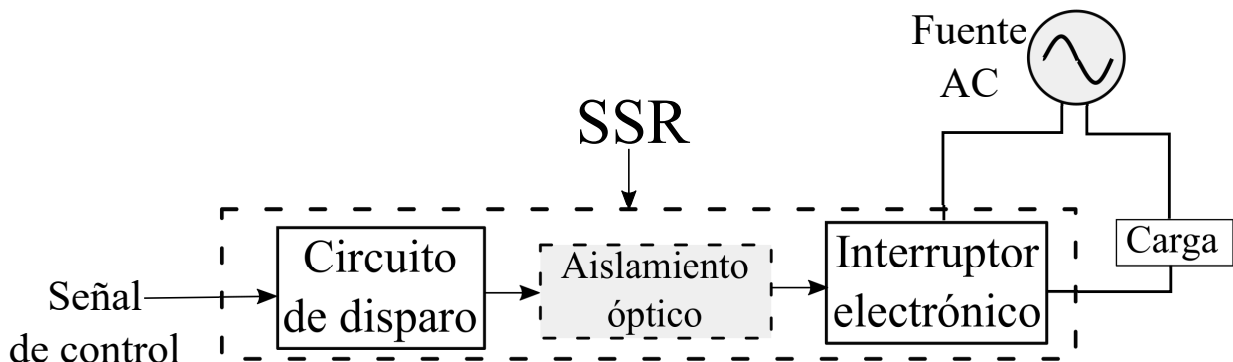 Fuente
AC
SSR
Circuito
de disparo
Aislamiento
óptico
Interruptor
electrónico
Carga
Señal
de control